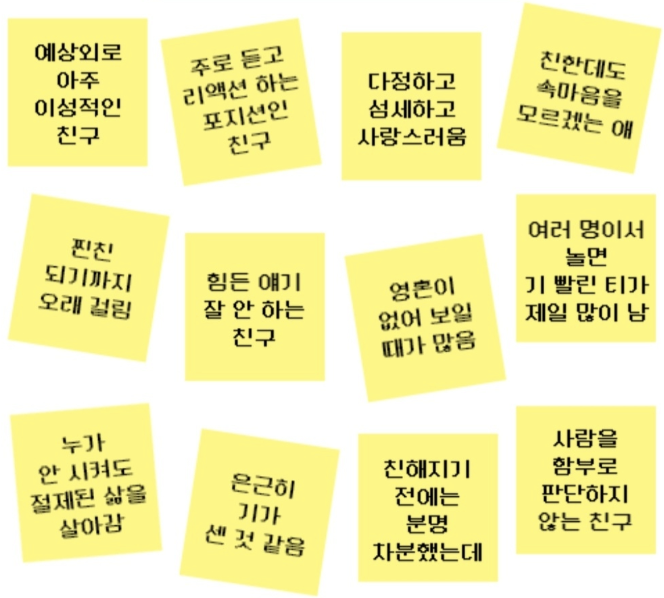 예상외로
아주
이성적인
친구
주로 듣고
리액션 하는
포지션인
친구
다정하고
섬세하고
사랑스러움
친한데도
속마음을
모르겠는 애
찐친
되기까지
오래 걸림
힘든 얘기
잘 안 하는
친구
영혼이
없어 보일
때가 많음
여러 명이서
놀면
기 빨린 티가
제일 많이 남
누가
안 시켜도
절제된 삶을
살아감
은근히
기가
센 것 같음
친해지기
전에는
분명
차분했는데
사람을
함부로
판단하지
않는 친구